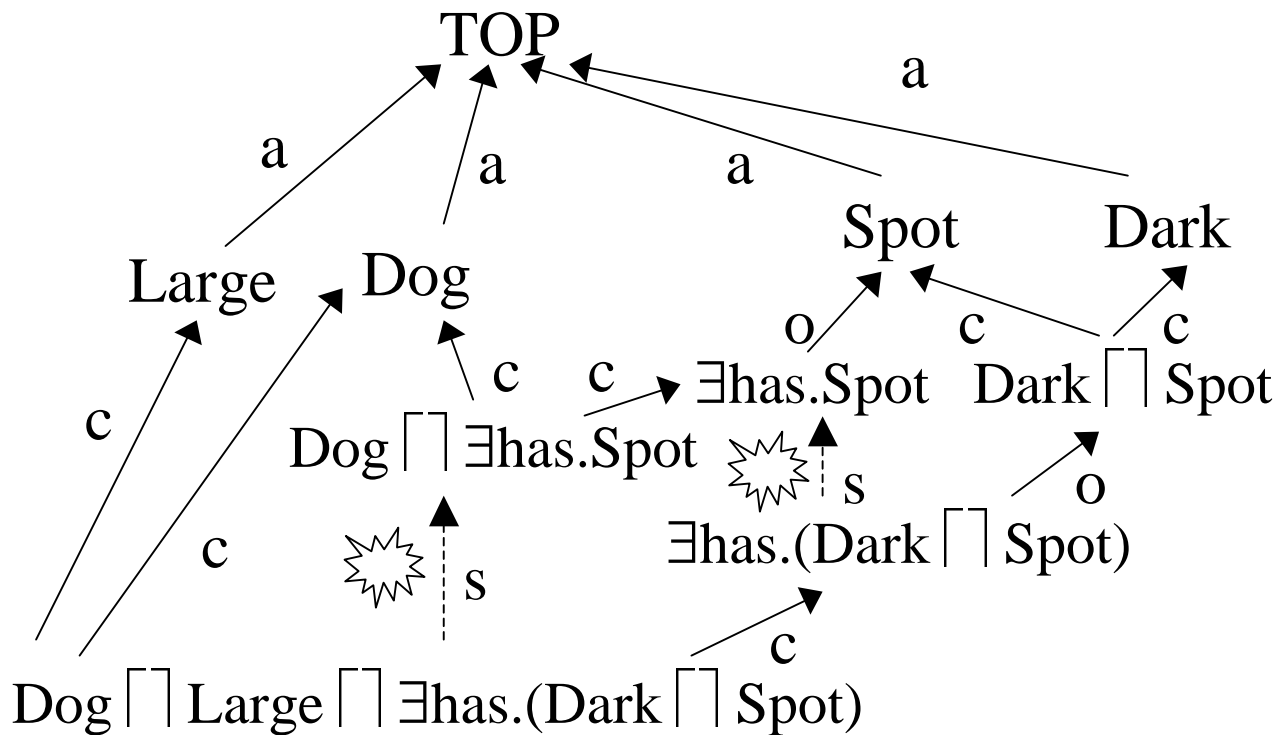 TOP
a
a
a
a
Spot
Dark
Large
Dog
o
c
c
c
c
∃has.Spot
Dark ⊓ Spot
c
Dog ⊓ ∃has.Spot
s
o
c
∃has.(Dark ⊓ Spot)
s
c
Dog ⊓ Large ⊓ ∃has.(Dark ⊓ Spot)